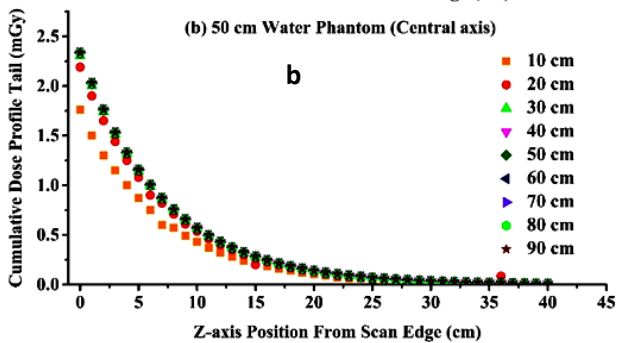 (b) 50 cm Water Phantom (Central axis)
b
Cumulative Dose Profile Tail (mGy)
2.5
2.0
1.5
1.0
0.5
0.0
10 cm
20 cm
30 cm
40 cm
50 cm
60 cm
70 cm
80 cm
90 cm
0 5 10 15 20 25 30 35 40 45
Z-axis Position From Scan Edge (cm)